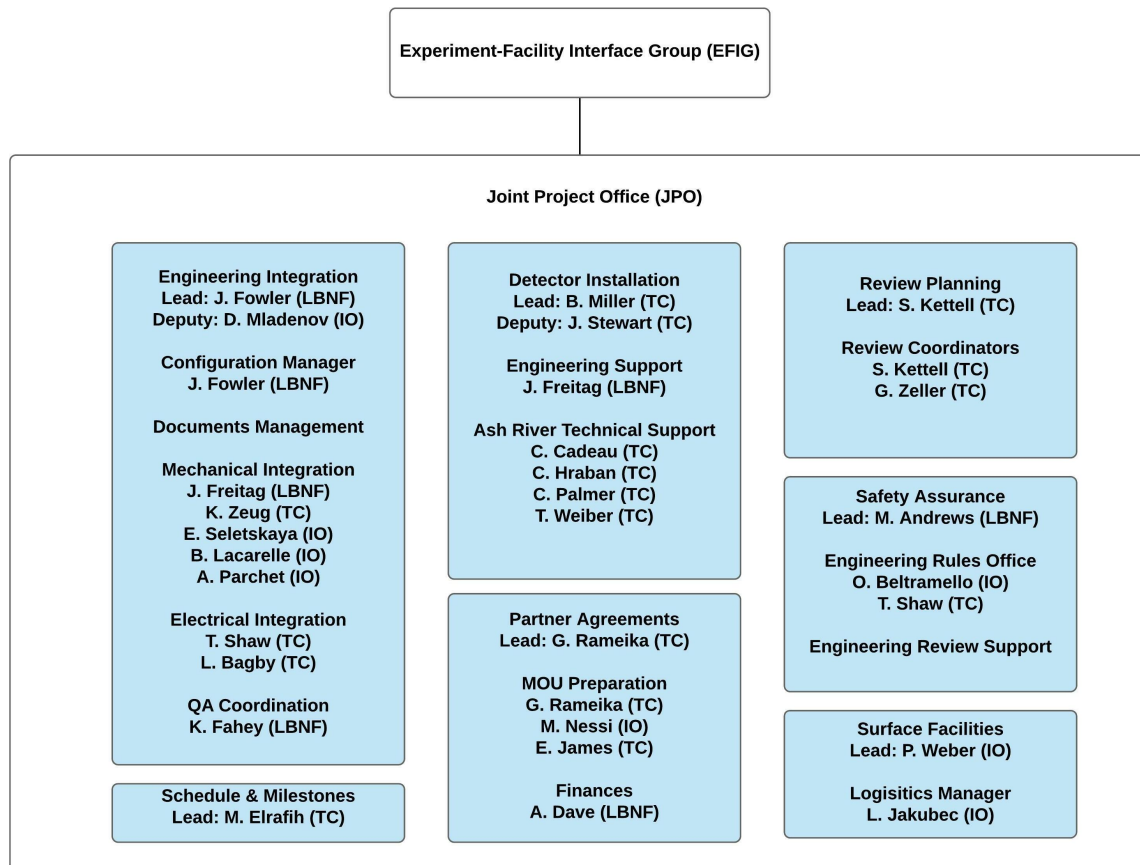 Experiment-Facility Interface Group (EFIG)
Joint Project Office (JPO)
Engineering Integration
Lead: J. Fowler (LBNF)
Deputy: D. Mladenov (IO)
Configuration Manager
J. Fowler (LBNF)
Documents Management
Mechanical Integration
J. Freitag (LBNF)
K. Zeug (TC)
E. Seletskaya (IO)
B. Lacarelle (IO)
A. Parchet (IO)
Electrical Integration
T. Shaw (TC)
L. Bagby (TC)
QA Coordination
K. Fahey (LBNF)
Schedule & Milestones
Lead: M. Elrafih (TC)
Detector Installation
Lead: B. Miller (TC)
Deputy: J. Stewart (TC)
Engineering Support
J. Freitag (LBNF)
Ash River Technical Support
C. Cadeau (TC)
C. Hraban (TC)
C. Palmer (TC)
T. Weiber (TC)
Partner Agreements
Lead: G. Rameika (TC)
MOU Preparation
G. Rameika (TC)
M. Nessi (IO)
E. James (TC)
Finances
A. Dave (LBNF)
Review Planning
Lead: S. Kettell (TC)
Review Coordinators
S. Kettell (TC)
G. Zeller (TC)
Safety Assurance
Lead: M. Andrews (LBNF)
Engineering Rules Office
O. Beltramello (IO)
T. Shaw (TC)
Engineering Review Support
Surface Facilities
Lead: P. Weber (IO)
Logisitics Manager
L. Jakubec (IO)